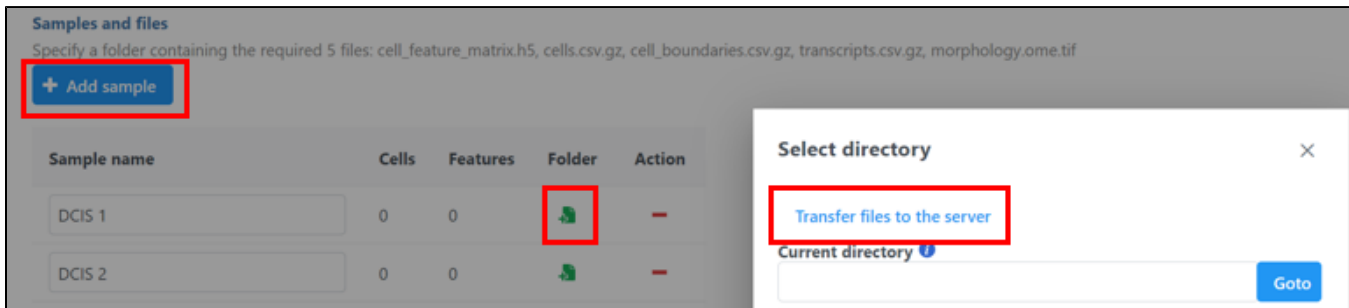 Samples and files
Specify a folder containing the required 5 files: cell_feature_matrix.h5, cells.csv.gz, cell_boundaries.csv.gz, transcripts.csv.gz, morphology.ome.tif
+ Add sample
Sample name Cells Features Folder Action
DCIS 1 0 0
DCIS 2 0 0
Select directory
Transfer files to the server
Current directory
Goto